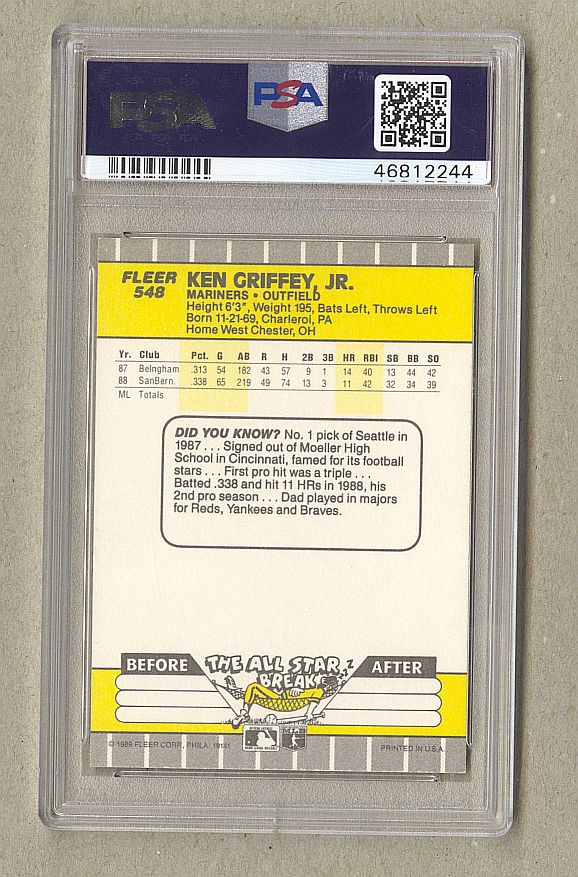 PSA
PSA
46812244
FLEER
548
KEN GRIFFEY, JR.
MARINERS • OUTFIELD
Height 6'3", Weight 195, Bats Left, Throws Left
Born 11-21-69, Charleroi, PA
Home West Chester, OH
Yr. Club Pct. G AB R H 2B 3B HR RBI SB BB SO
87 Belngham .313 54 182 43 57 9 1 14 40 13 44 42
88 SanBern. .338 65 219 49 74 13 3 11 42 32 34 39
ML Totals
DID YOU KNOW? No. 1 pick of Seattle in
1987 . . . Signed out of Moeller High
School in Cincinnati, famed for its football
stars . . . First pro hit was a triple . . .
Batted .338 and hit 11 HRs in 1988, his
2nd pro season . . . Dad played in majors
for Reds, Yankees and Braves.
BEFORE
THE ALL STAR
BREAK
AFTER
© 1989 FLEER CORP., PHILA. 19141
PRINTED IN U.S.A.